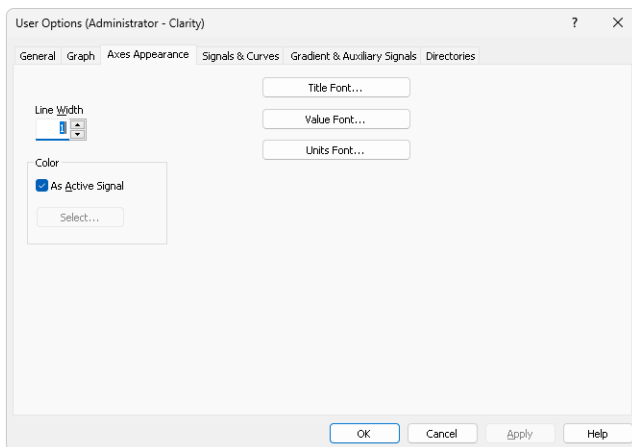 User Options (Administrator - Clarity)
?
General Graph Axes Appearance Signals & Curves Gradient & Auxiliary Signals Directories
Title Font...
Line Width
1
Value Font...
Units Font...
Color
As Active Signal
Select...
OK Cancel Apply Help